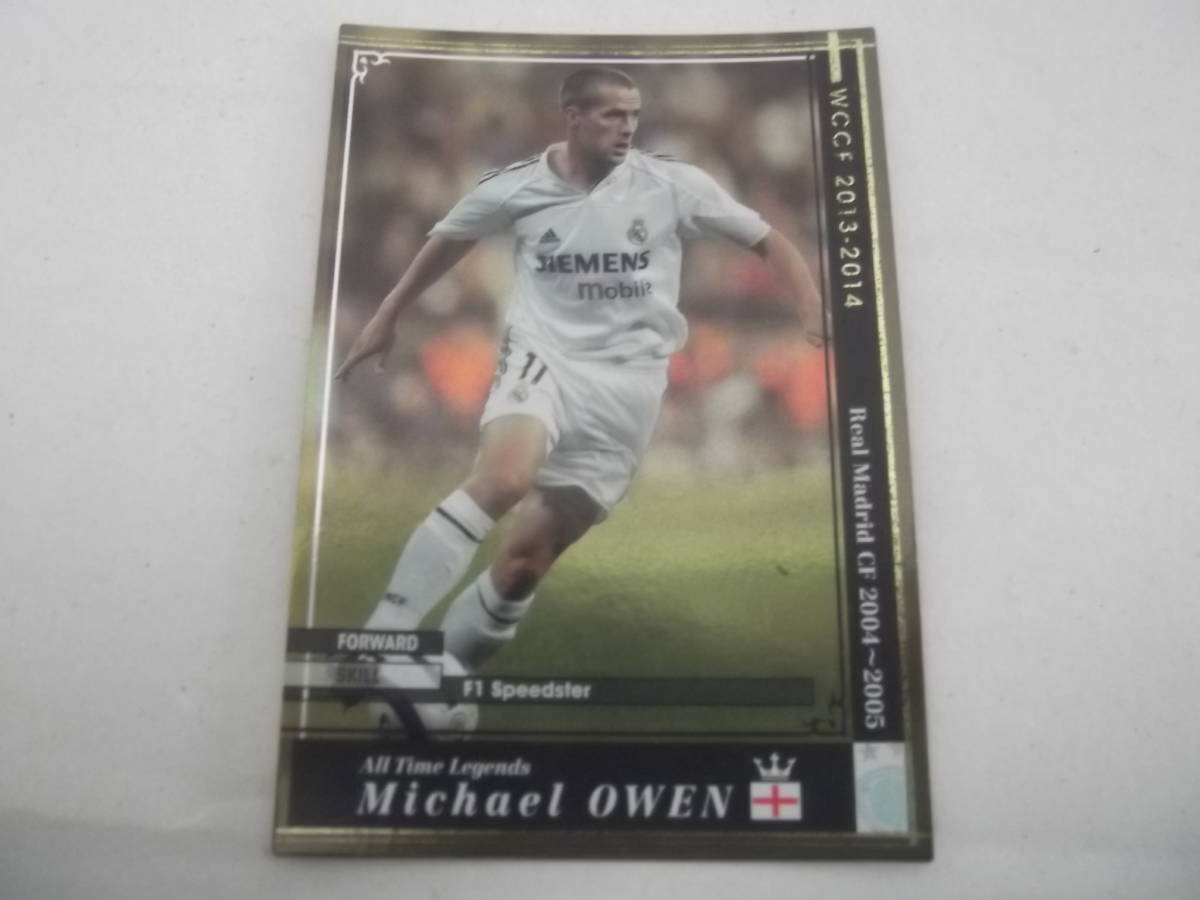 WCCF 2013-2014
Real Madrid CF 2004~2005
SIEMENS
Mobile
11
FORWARD
SKILL
F1 Speedster
All Time Legends
Michael OWEN